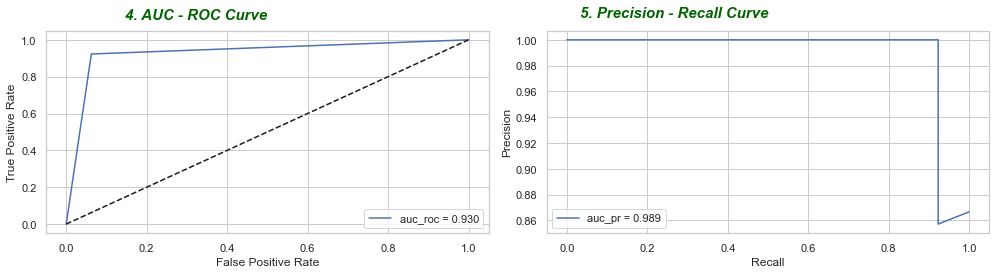 4. AUC - ROC Curve
1.0
0.8
0.6
0.4
0.2
0.0
True Positive Rate
0.0 0.2 0.4 0.6 0.8 1.0
False Positive Rate
auc_roc = 0.930
5. Precision - Recall Curve
1.00
0.98
0.96
0.94
0.92
0.90
0.88
0.86
Precision
0.0 0.2 0.4 0.6 0.8 1.0
Recall
auc_pr = 0.989